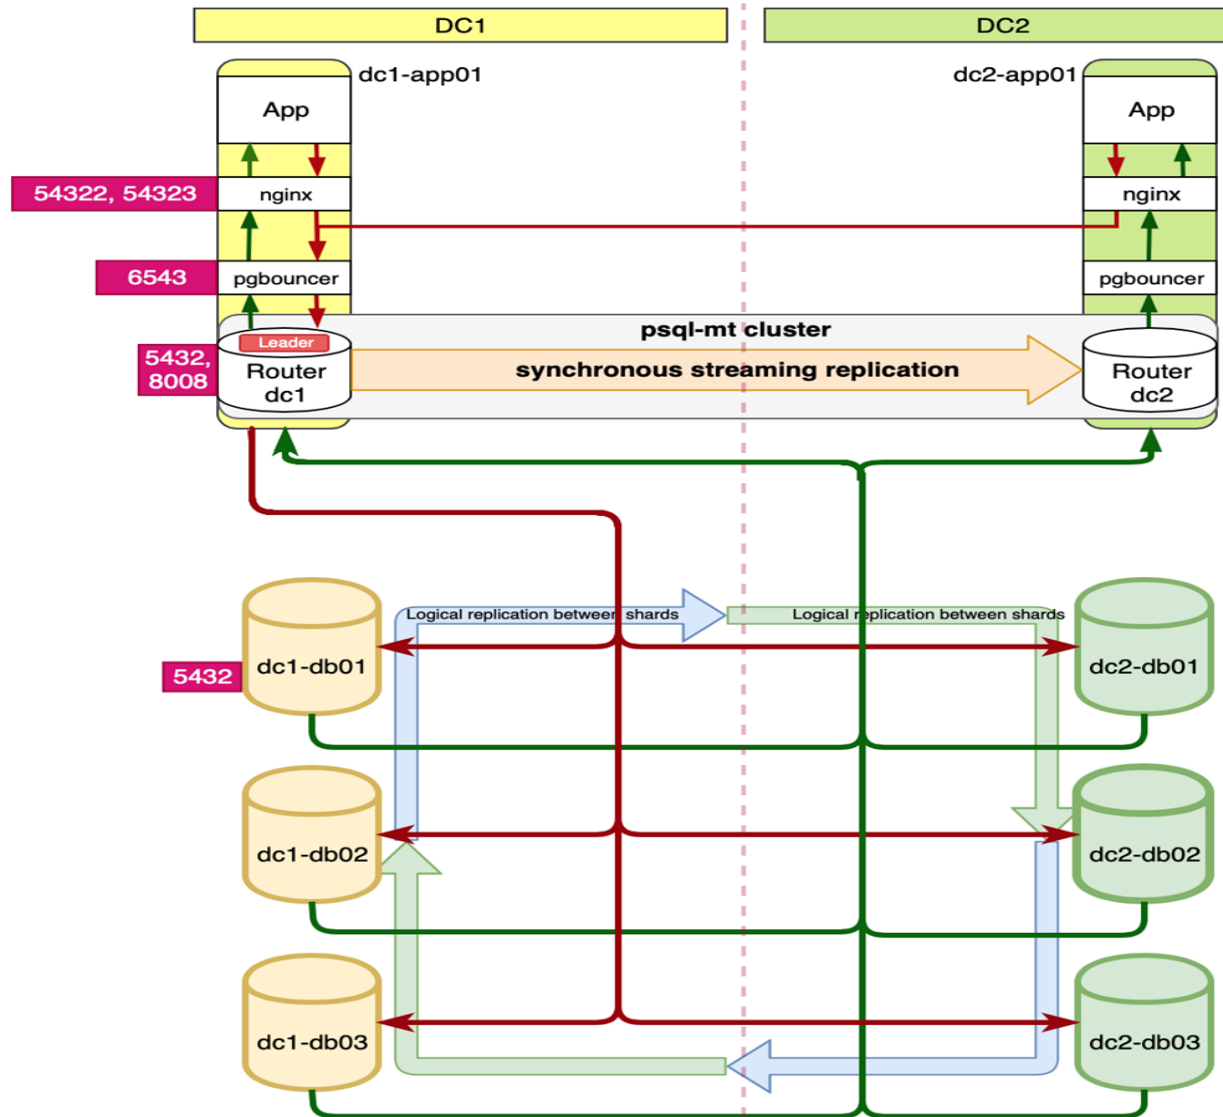 DC1
DC2
dc1-app01
dc2-app01
App
App
54322, 54323
nginx
nginx
6543
pgbouncer
pgbouncer
psql-mt cluster
Leader
5432,
8008
Router
dc1
synchronous streaming replication
Router
dc2
Logical replication between shards
Logical replication between shards
5432
dc1-db01
dc2-db01
dc1-db02
dc2-db02
dc1-db03
dc2-db03